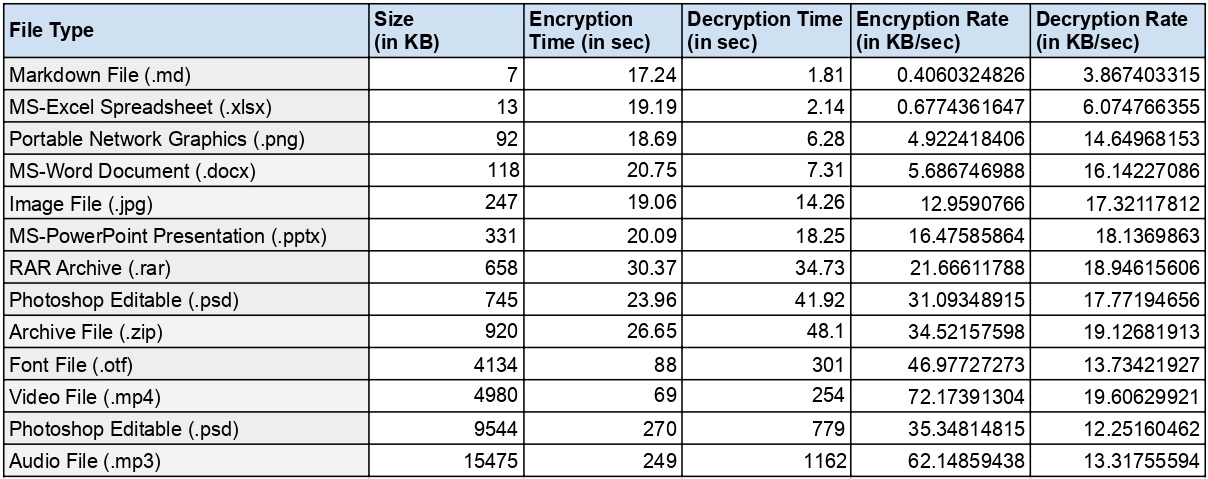 File Type Size (in KB) Encryption Time (in sec) Decryption Time (in sec) Encryption Rate (in KB/sec) Decryption Rate (in KB/sec)
Markdown File (.md) 7 17.24 1.81 0.4060324826 3.867403315
MS-Excel Spreadsheet (.xlsx) 13 19.19 2.14 0.6774361647 6.074766355
Portable Network Graphics (.png) 92 18.69 6.28 4.922418406 14.64968153
MS-Word Document (.docx) 118 20.75 7.31 5.686746988 16.14227086
Image File (.jpg) 247 19.06 14.26 12.9590766 17.32117812
MS-PowerPoint Presentation (.pptx) 331 20.09 18.25 16.47585864 18.1369863
RAR Archive (.rar) 658 30.37 34.73 21.66611788 18.94615606
Photoshop Editable (.psd) 745 23.96 41.92 31.09348915 17.77194656
Archive File (.zip) 920 26.65 48.1 34.52157598 19.12681913
Font File (.otf) 4134 88 301 46.97727273 13.73421927
Video File (.mp4) 4980 69 254 72.17391304 19.60629921
Photoshop Editable (.psd) 9544 270 779 35.34814815 12.25160462
Audio File (.mp3) 15475 249 1162 62.14859438 13.31755594